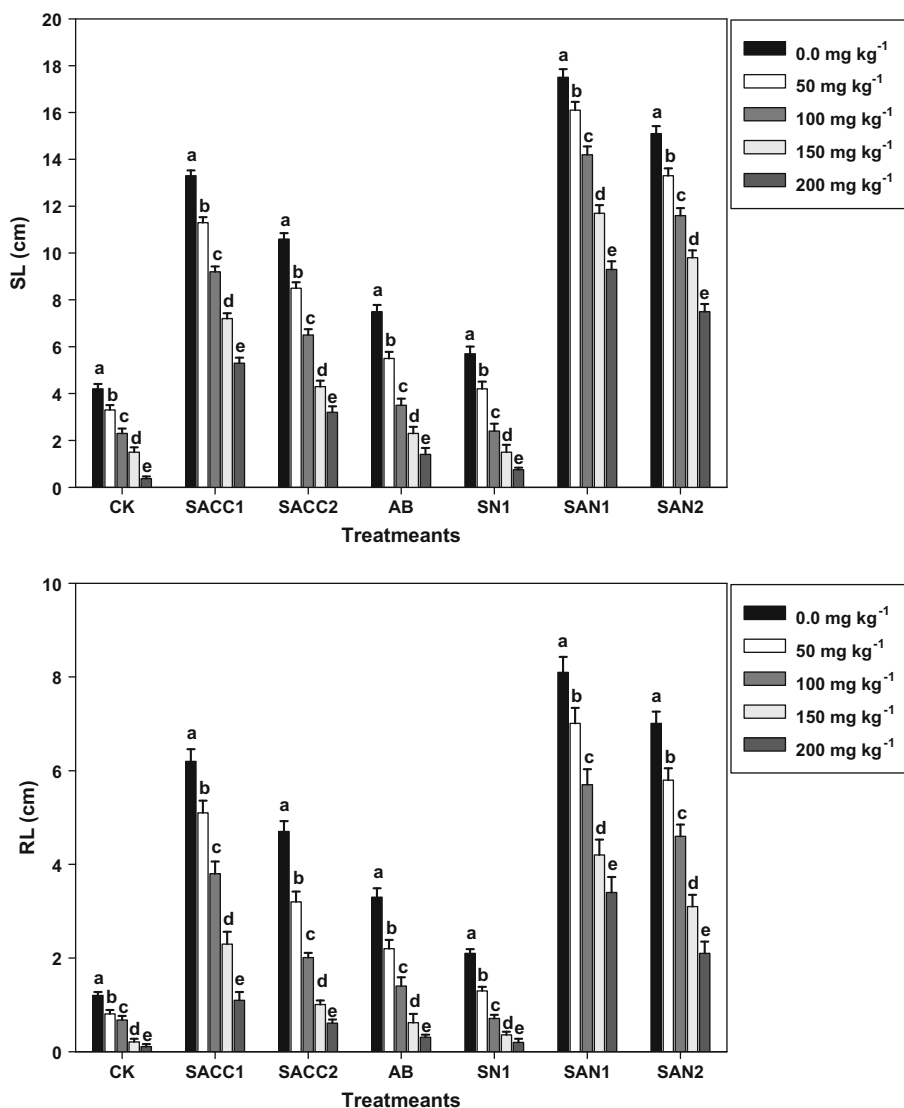 20
18
16
14
12
10
8
6
4
2
0
SL (cm)
a b c d e
a b c d e
a b c d e
a b c d e
a b c d e
a b c d e
a b c d e
CK SACC1 SACC2 AB SN1 SAN1 SAN2
Treatmeants
0.0 mg kg⁻¹
50 mg kg⁻¹
100 mg kg⁻¹
150 mg kg⁻¹
200 mg kg⁻¹
10
8
6
4
2
0
RL (cm)
a b c d e
a b c d e
a b c d e
a b c d e
a b c d e
a b c d e
a b c d e
CK SACC1 SACC2 AB SN1 SAN1 SAN2
Treatmeants
0.0 mg kg⁻¹
50 mg kg⁻¹
100 mg kg⁻¹
150 mg kg⁻¹
200 mg kg⁻¹